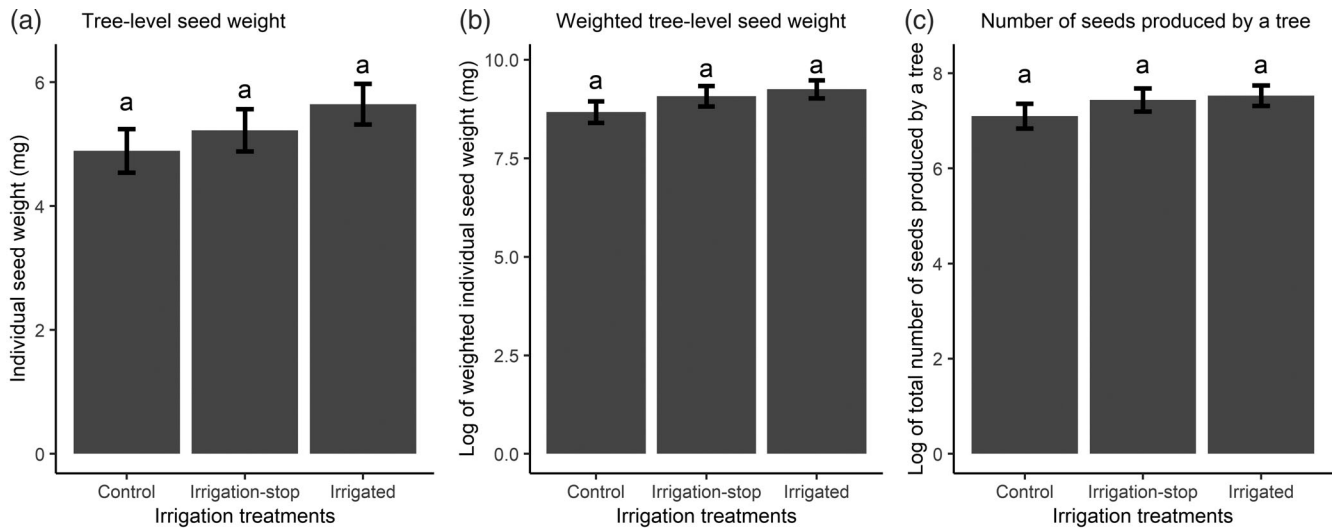 (a) Tree-level seed weight
Individual seed weight (mg)
6
4
2
0
a a a
Control Irrigation-stop Irrigated
Irrigation treatments
(b) Weighted tree-level seed weight
Log of weighted individual seed weight (mg)
10.0
7.5
5.0
2.5
0.0
a a a
Control Irrigation-stop Irrigated
Irrigation treatments
(c) Number of seeds produced by a tree
Log of total number of seeds produced by a tree
8
6
4
2
0
a a a
Control Irrigation-stop Irrigated
Irrigation treatments